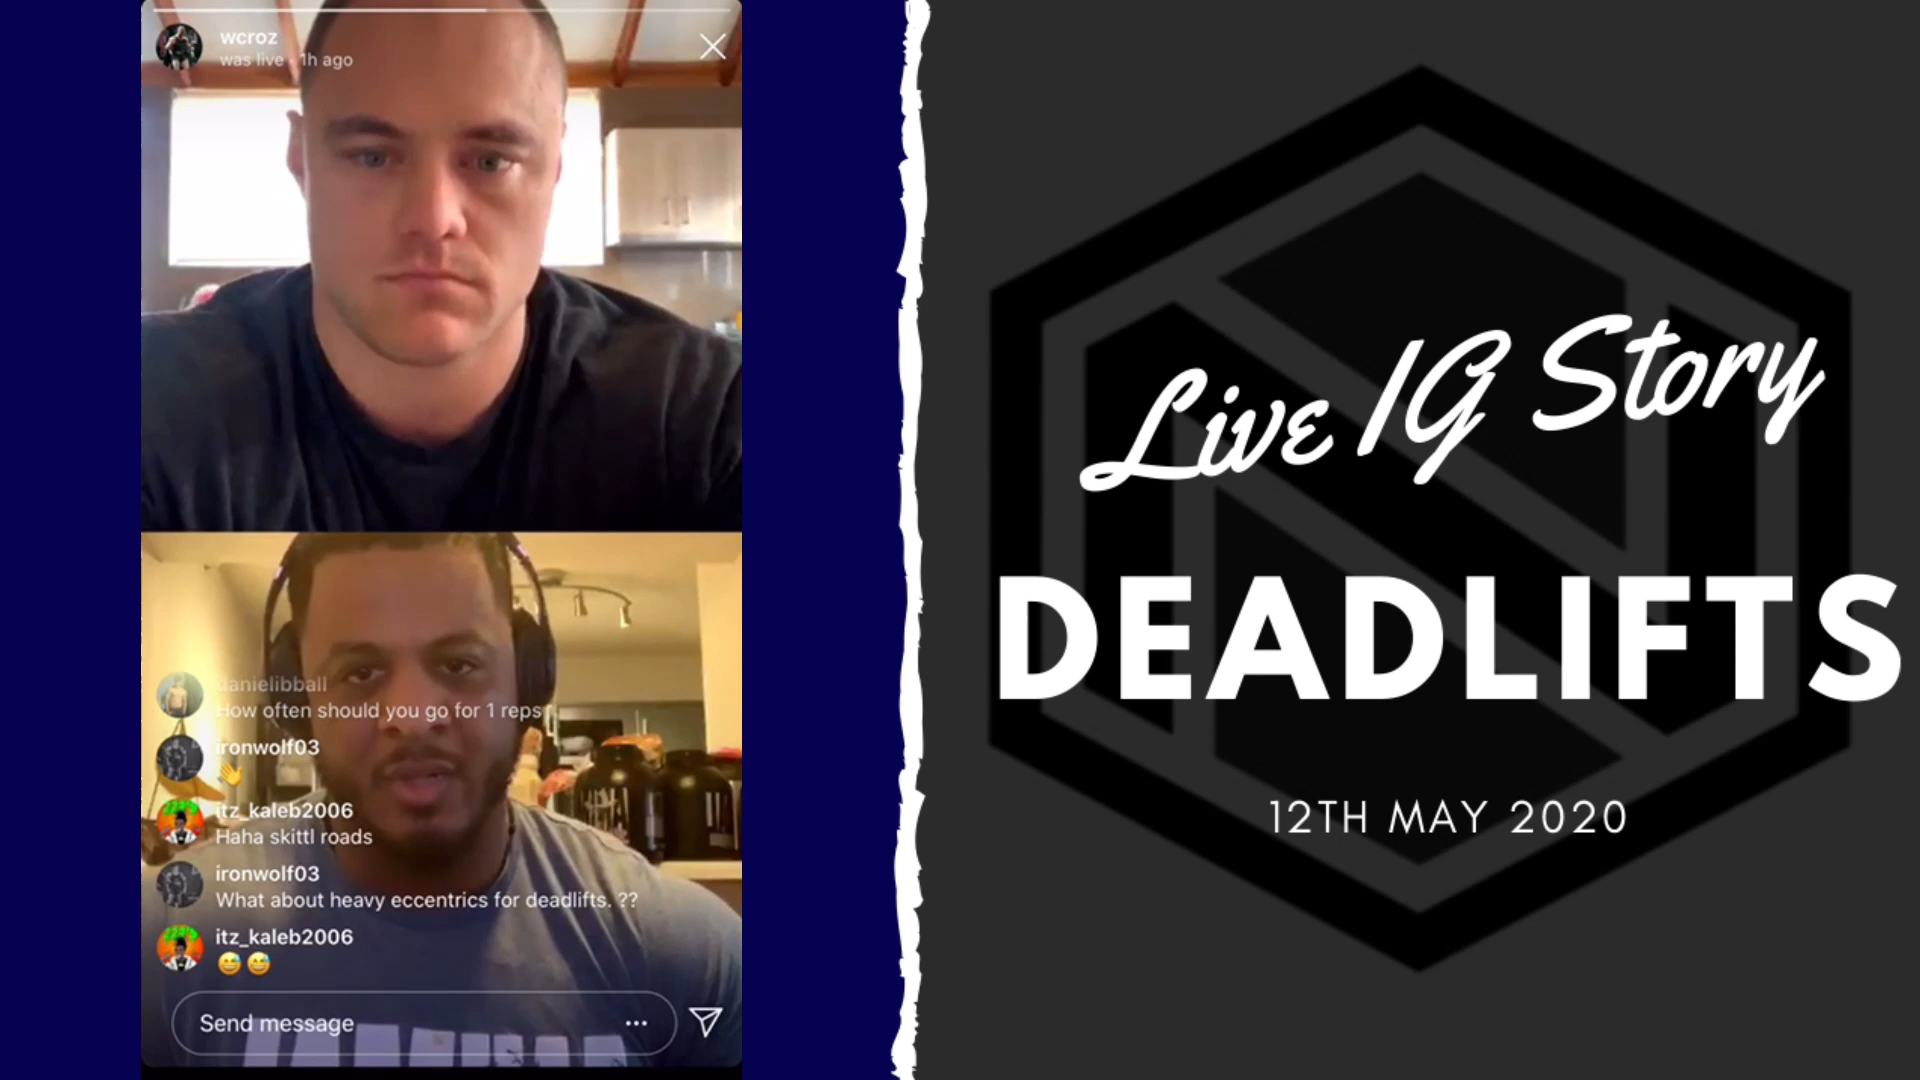 wcroz
was live · 1h ago
danielibball
How often should you go for 1 reps
ironwolf03
👋
itz_kaleb2006
Haha skittl roads
ironwolf03
What about heavy eccentrics for deadlifts. ??
itz_kaleb2006
😅😅
Send message
Live IG Story
DEADLIFTS
12TH MAY 2020